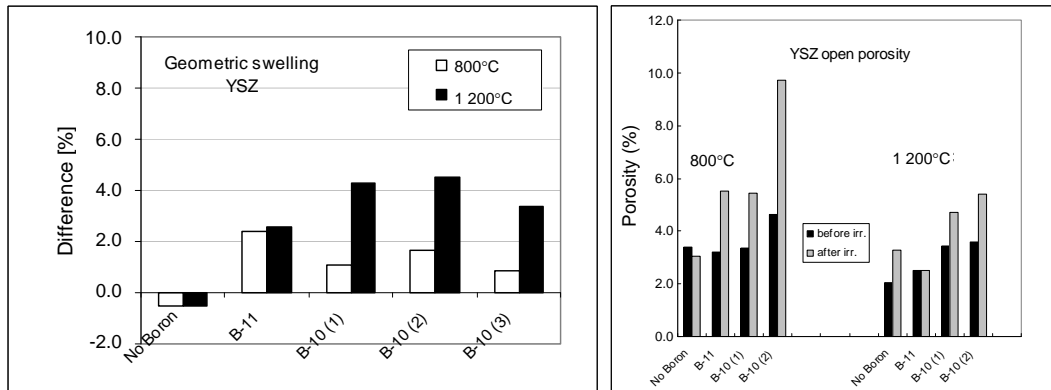 10.0
8.0
6.0
4.0
2.0
0.0
-2.0
Difference [%]
Geometric swelling
YSZ
800°C
1 200°C
No Boron
B-11
B-10 (1)
B-10 (2)
B-10 (3)
12.0
10.0
8.0
6.0
4.0
2.0
0.0
Porosity (%)
YSZ open porosity
800°C
1 200°C
before irr.
after irr.
No Boron
B-11
B-10 (1)
B-10 (2)
No Boron
B-11
B-10 (1)
B-10 (2)